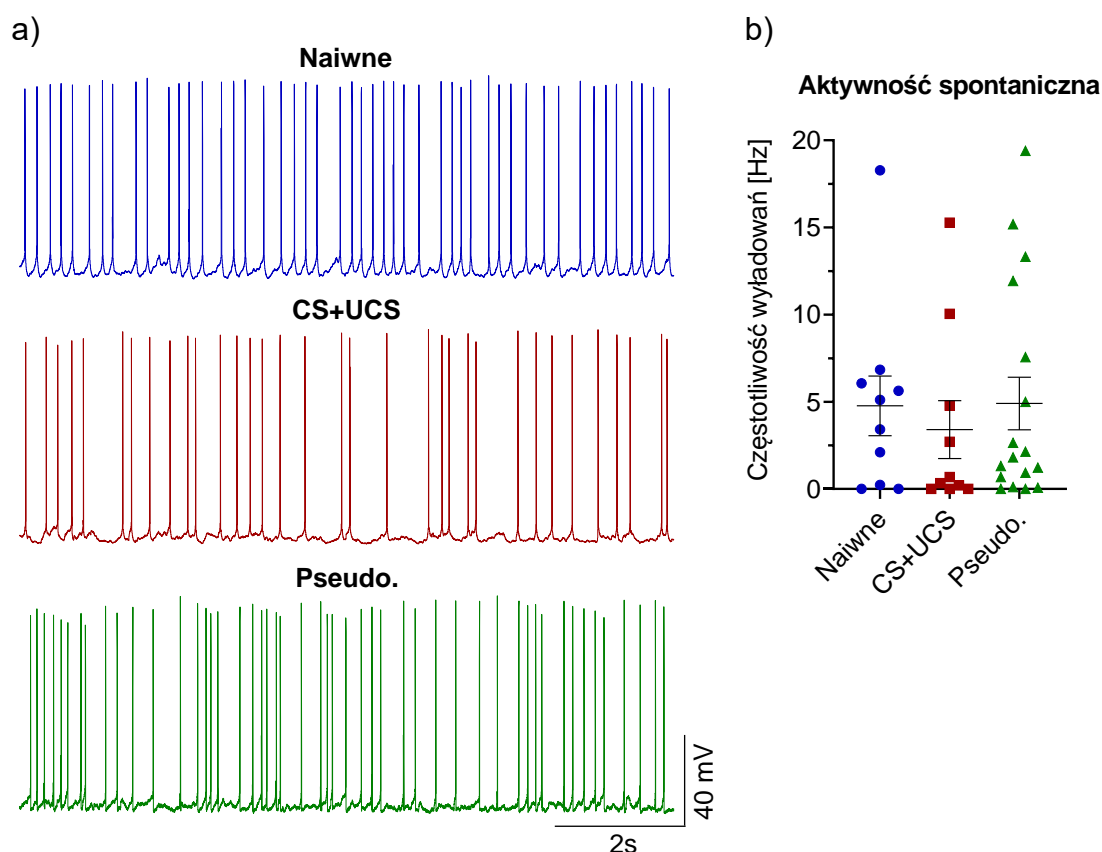 a)
Naiwne
CS+UCS
Pseudo.
40 mV
2s
b)
Aktywność spontaniczna
Częstotliwość wyładowań [Hz]
20
15
10
5
0
Naiwne
CS+UCS
Pseudo.